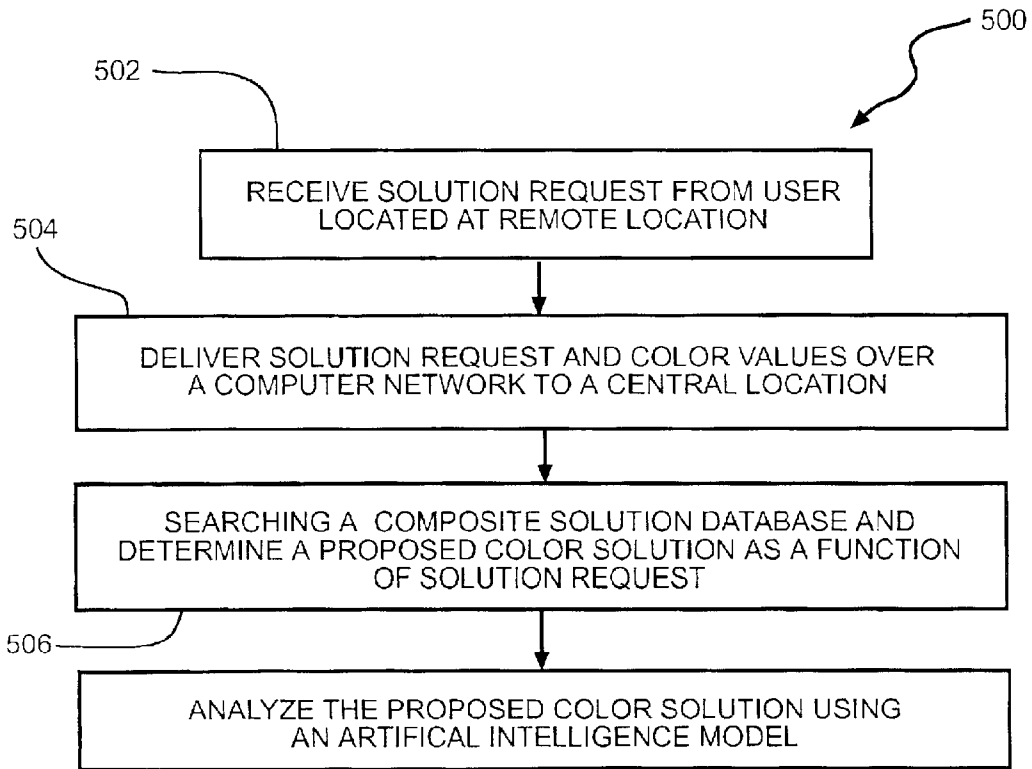 500
502
RECEIVE SOLUTION REQUEST FROM USER
LOCATED AT REMOTE LOCATION
504
DELIVER SOLUTION REQUEST AND COLOR VALUES OVER
A COMPUTER NETWORK TO A CENTRAL LOCATION
SEARCHING A COMPOSITE SOLUTION DATABASE AND
DETERMINE A PROPOSED COLOR SOLUTION AS A FUNCTION
OF SOLUTION REQUEST
506
ANALYZE THE PROPOSED COLOR SOLUTION USING
AN ARTIFICAL INTELLIGENCE MODEL